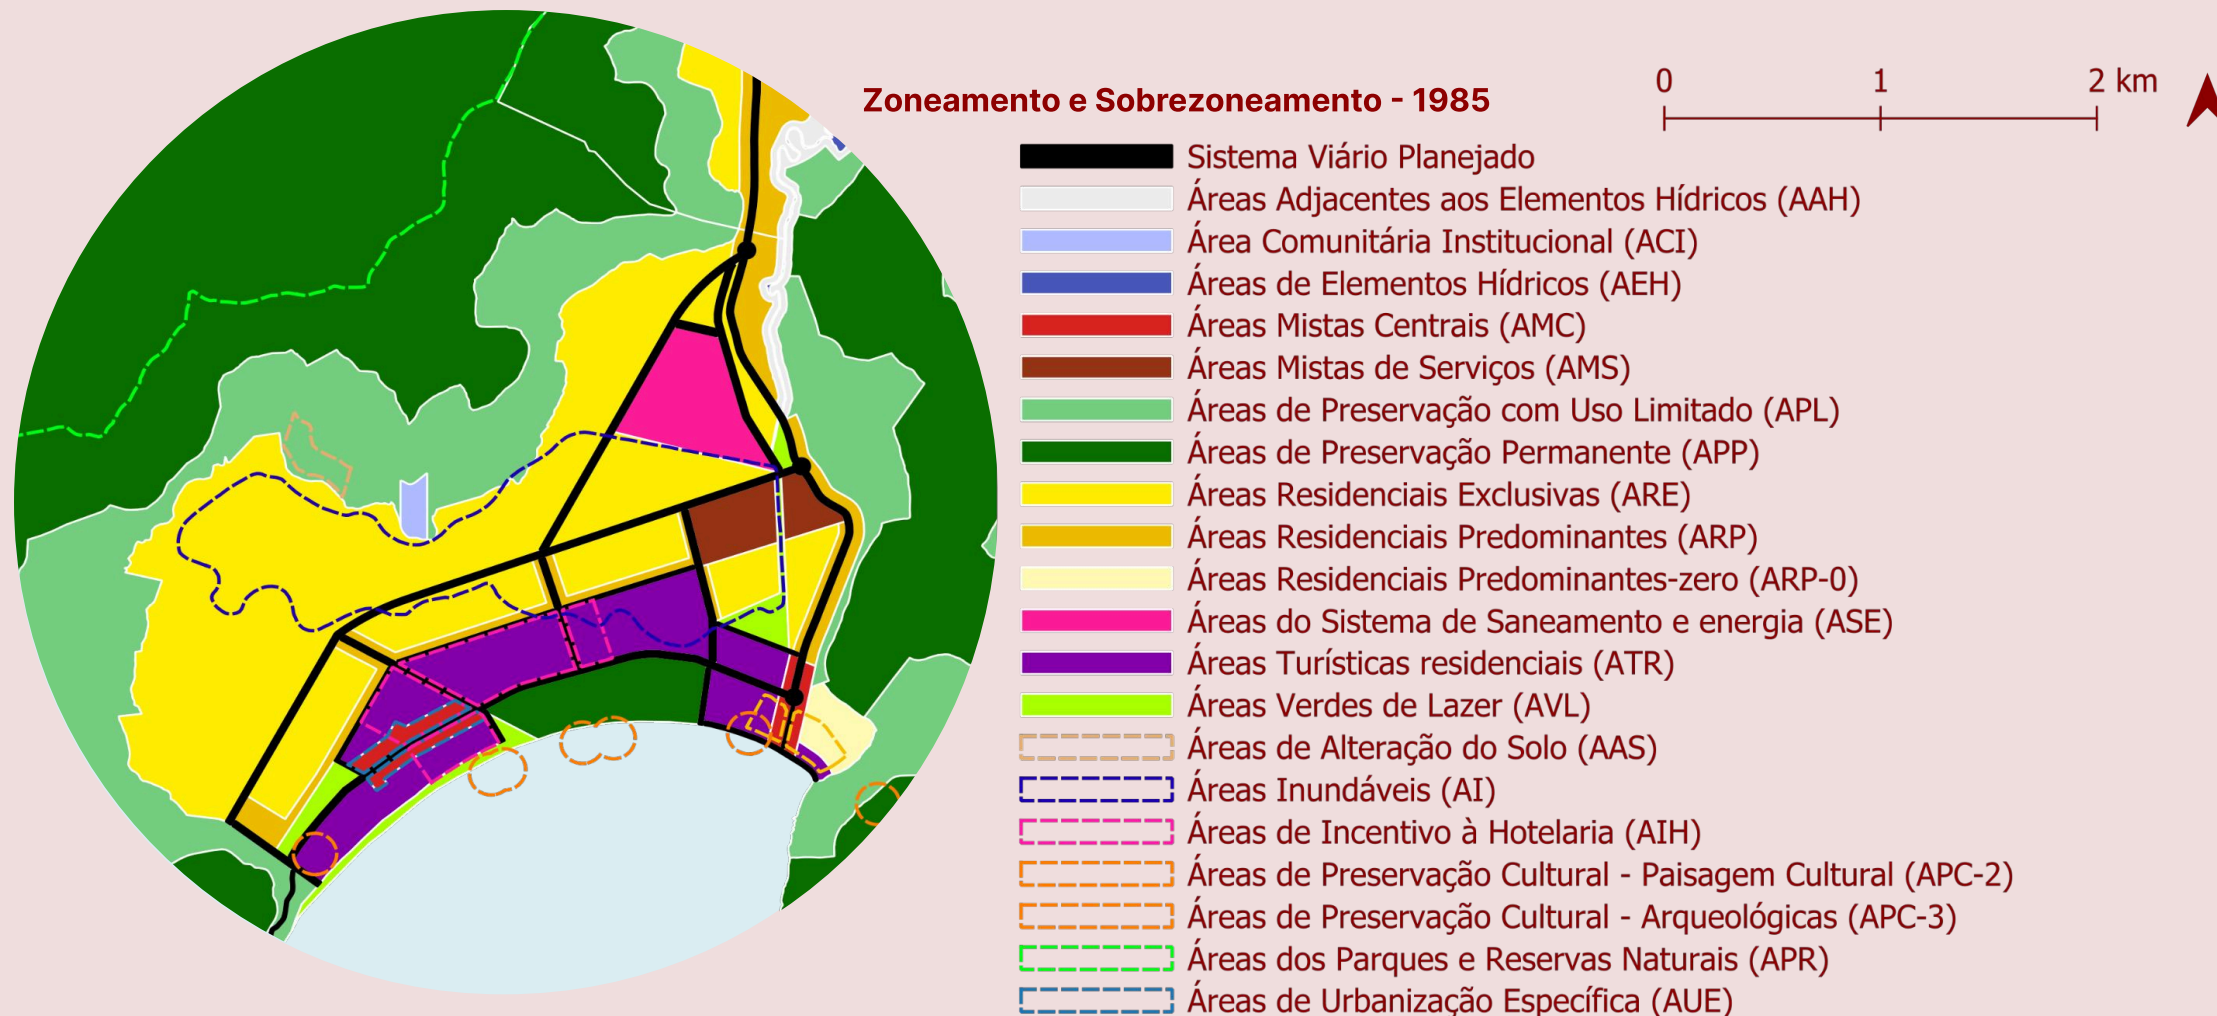 Zoneamento e Sobrezoneamento - 1985
0 1 2 km
Sistema Viário Planejado
Áreas Adjacentes aos Elementos Hídricos (AAH)
Área Comunitária Institucional (ACI)
Áreas de Elementos Hídricos (AEH)
Áreas Mistas Centrais (AMC)
Áreas Mistas de Serviços (AMS)
Áreas de Preservação com Uso Limitado (APL)
Áreas de Preservação Permanente (APP)
Áreas Residenciais Exclusivas (ARE)
Áreas Residenciais Predominantes (ARP)
Áreas Residenciais Predominantes-zero (ARP-0)
Áreas do Sistema de Saneamento e energia (ASE)
Áreas Turísticas residenciais (ATR)
Áreas Verdes de Lazer (AVL)
Áreas de Alteração do Solo (AAS)
Áreas Inundáveis (AI)
Áreas de Incentivo à Hotelaria (AIH)
Áreas de Preservação Cultural - Paisagem Cultural (APC-2)
Áreas de Preservação Cultural - Arqueológicas (APC-3)
Áreas dos Parques e Reservas Naturais (APR)
Áreas de Urbanização Específica (AUE)